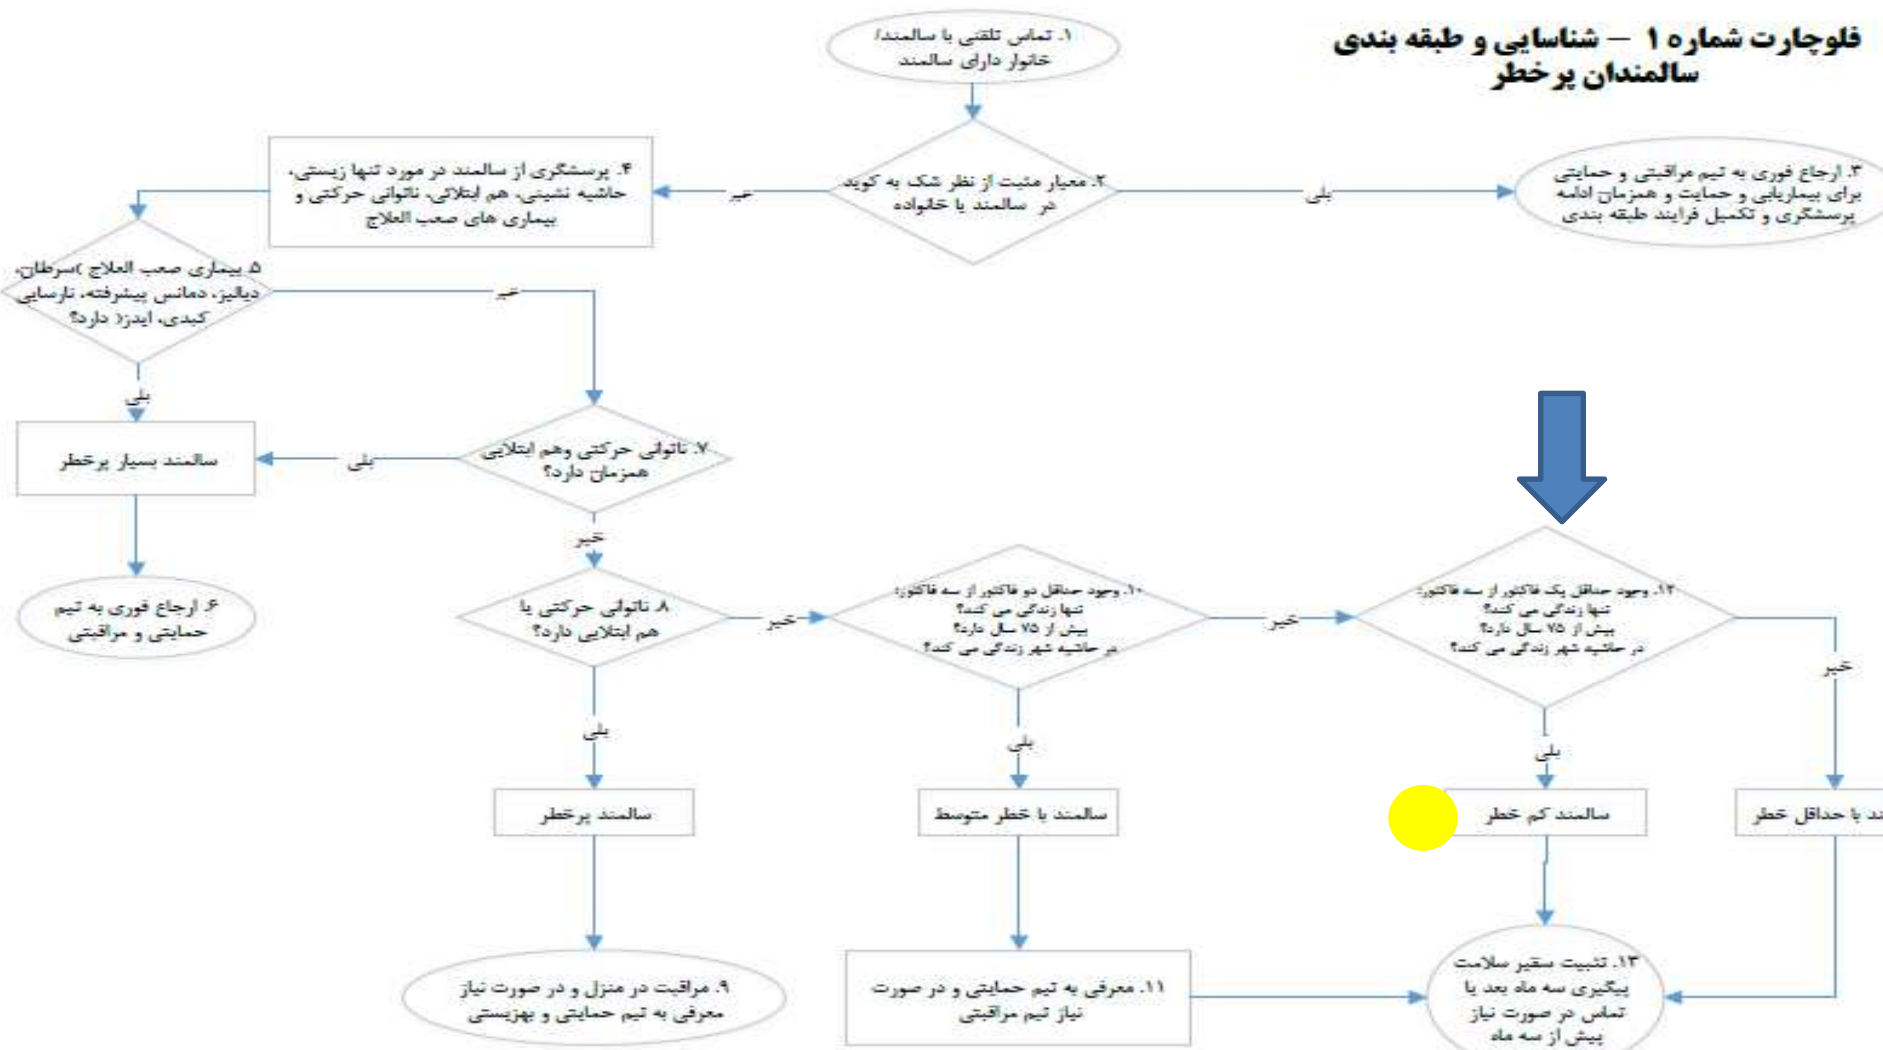 فلوچارت شماره ۱ – شناسایی و طبقه بندی
سالمندان پر خطر
۱. تماس تلفنی با سالمند/
خانوار دارای سالمند
۲. معیار مثبت از نظر شک به کوید
در سالمند یا خانواده
بلی
خیر
۳. ارجاع فوری به تیم مراقبتی و حمایتی
برای بیماریابی و حمایت و همزمان ادامه
پرسشگری و تکمیل فرایند طبقه بندی
۴. پرسشگری از سالمند در مورد تنها زیستی،
حاشیه نشینی، هم ابتلائی، ناتوانی حرکتی و
بیماری های صعب العلاج
۵. بیماری صعب العلاج )سرطان،
دیالیز، دمانس پیشرفته، نارسایی
کبدی، ایدز( دارد؟
خیر
بلی
سالمند بسیار پرخطر
۶. ارجاع فوری به تیم
حمایتی و مراقبتی
۷. ناتوانی حرکتی وهم ابتلایی
همزمان دارد؟
بلی
خیر
۸. ناتوانی حرکتی یا
هم ابتلایی دارد؟
خیر
بلی
سالمند پرخطر
۹. مراقبت در منزل و در صورت نیاز
معرفی به تیم حمایتی و بهزیستی
۱۰. وجود حداقل دو فاکتور از سه فاکتور:
تنها زندگی می کند؟
بیش از ۷۵ سال دارد؟
در حاشیه شهر زندگی می کند؟
خیر
بلی
سالمند با خطر متوسط
۱۱. معرفی به تیم حمایتی و در صورت
نیاز تیم مراقبتی
۱۲. وجود حداقل یک فاکتور از سه فاکتور:
تنها زندگی می کند؟
بیش از ۷۵ سال دارد؟
در حاشیه شهر زندگی می کند؟
خیر
بلی
سالمند کم خطر
ند با حداقل خطر
۱۳. تثبیت سفیر سلامت
پیگیری سه ماه بعد یا
تماس در صورت نیاز
پیش از سه ماه